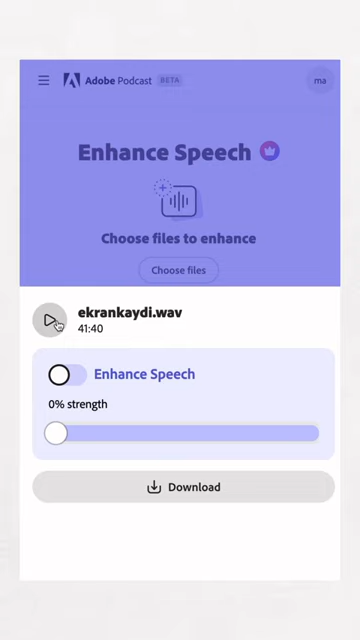 Adobe Podcast BETA
ma
Enhance Speech
Choose files to enhance
Choose files
ekrankaydi.wav
41:40
Enhance Speech
0% strength
Download